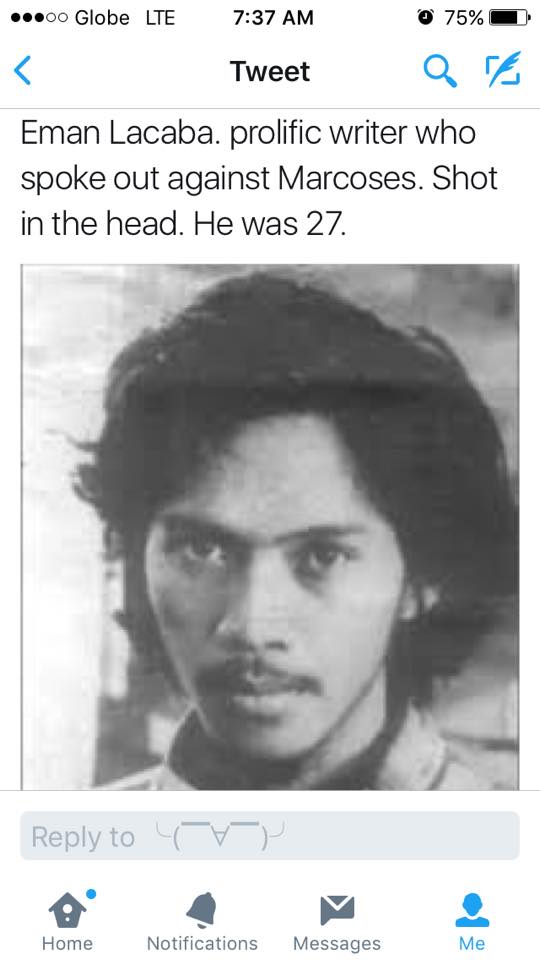 Globe LTE 7:37 AM 75%
Tweet
Eman Lacaba. prolific writer who
spoke out against Marcoses. Shot
in the head. He was 27.
Reply to ╰(¯∀¯)╯
Home Notifications Messages Me